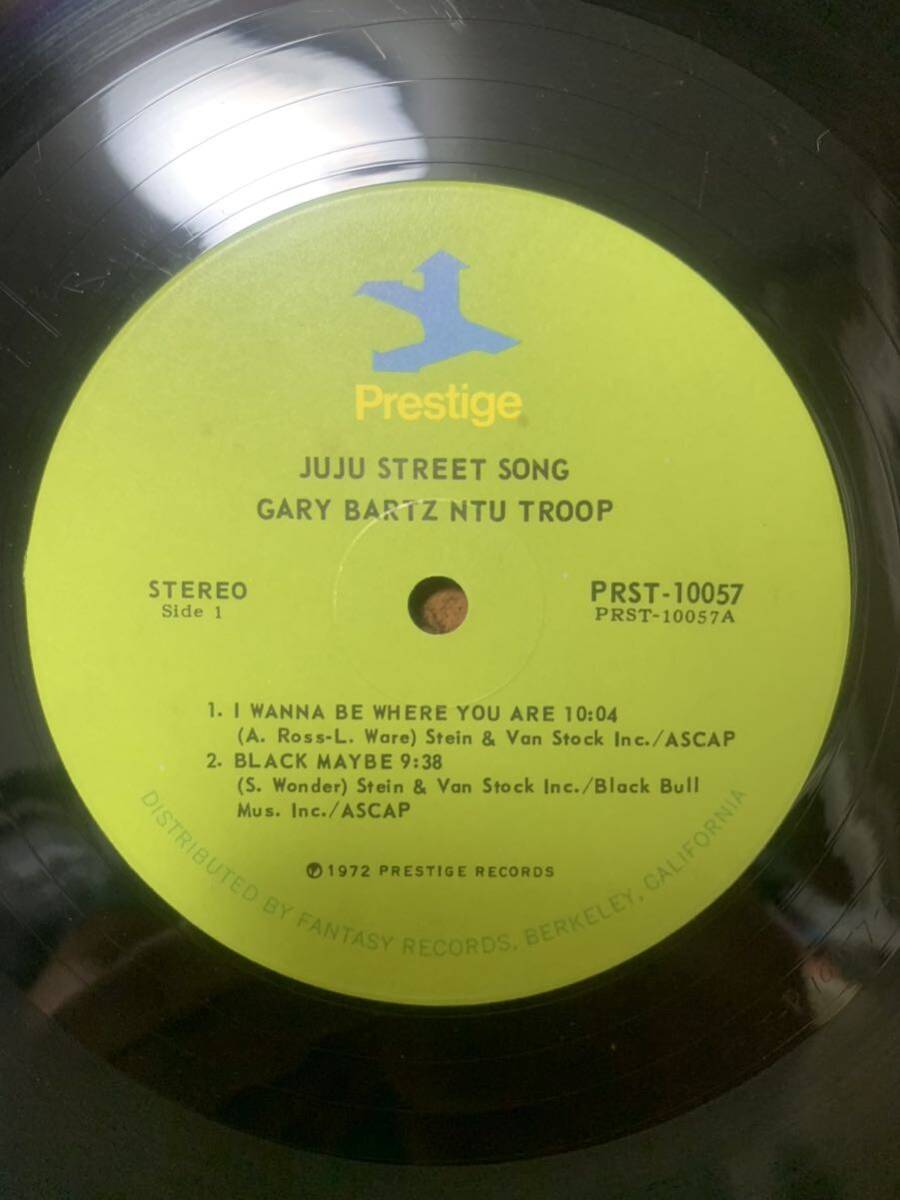 Prestige
JUJU STREET SONG
GARY BARTZ NTU TROOP
STEREO
Side 1
PRST-10057
PRST-10057A
1. I WANNA BE WHERE YOU ARE 10:04
(A. Ross-L. Ware) Stein & Van Stock Inc./ASCAP
2. BLACK MAYBE 9:38
(S. Wonder) Stein & Van Stock Inc./Black Bull
Mus. Inc./ASCAP
℗1972 PRESTIGE RECORDS
DISTRIBUTED BY FANTASY RECORDS, BERKELEY, CALIFORNIA